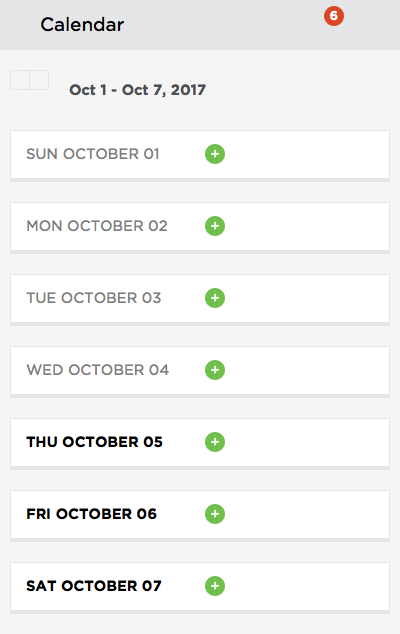 Calendar
6
Oct 1 - Oct 7, 2017
SUN OCTOBER 01
MON OCTOBER 02
TUE OCTOBER 03
WED OCTOBER 04
THU OCTOBER 05
FRI OCTOBER 06
SAT OCTOBER 07